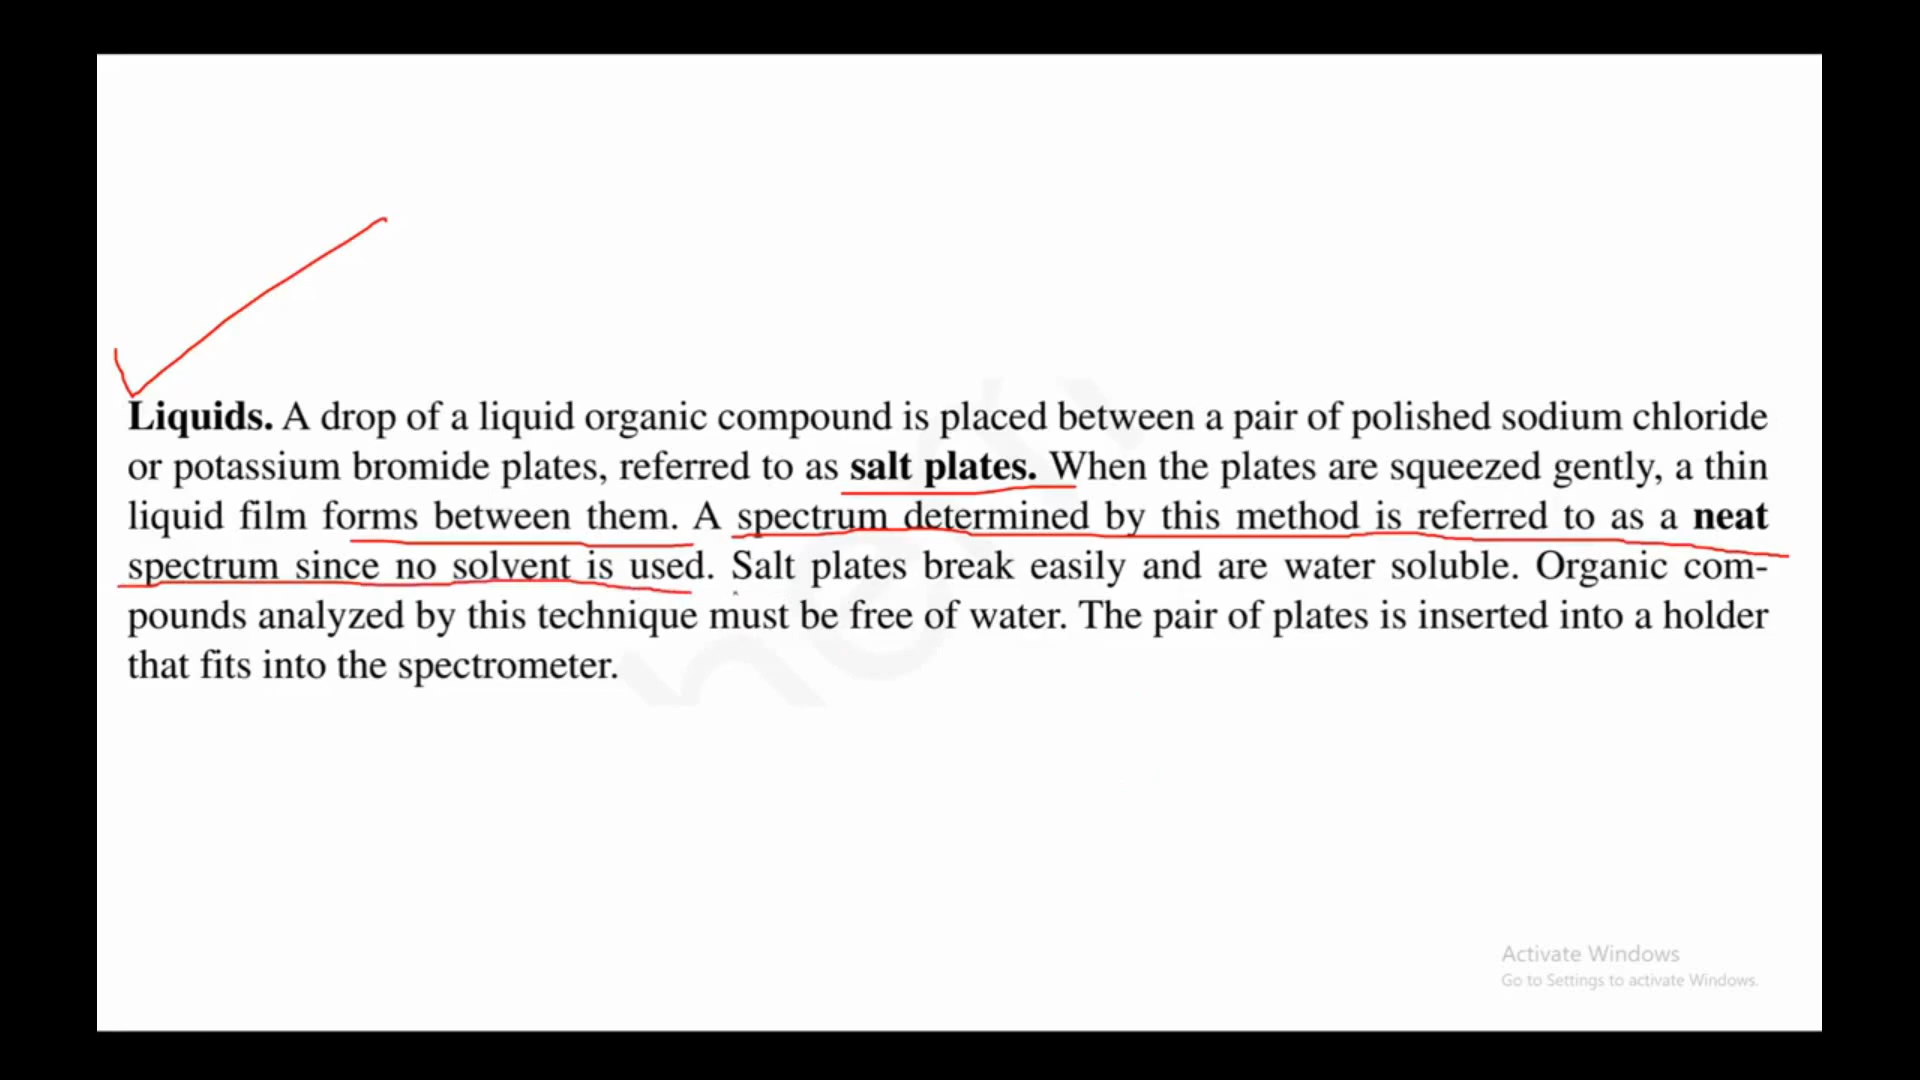 Liquids. A drop of a liquid organic compound is placed between a pair of polished sodium chloride
or potassium bromide plates, referred to as salt plates. When the plates are squeezed gently, a thin
liquid film forms between them. A spectrum determined by this method is referred to as a neat
spectrum since no solvent is used. Salt plates break easily and are water soluble. Organic com-
pounds analyzed by this technique must be free of water. The pair of plates is inserted into a holder
that fits into the spectrometer.
Activate Windows
Go to Settings to activate Windows.